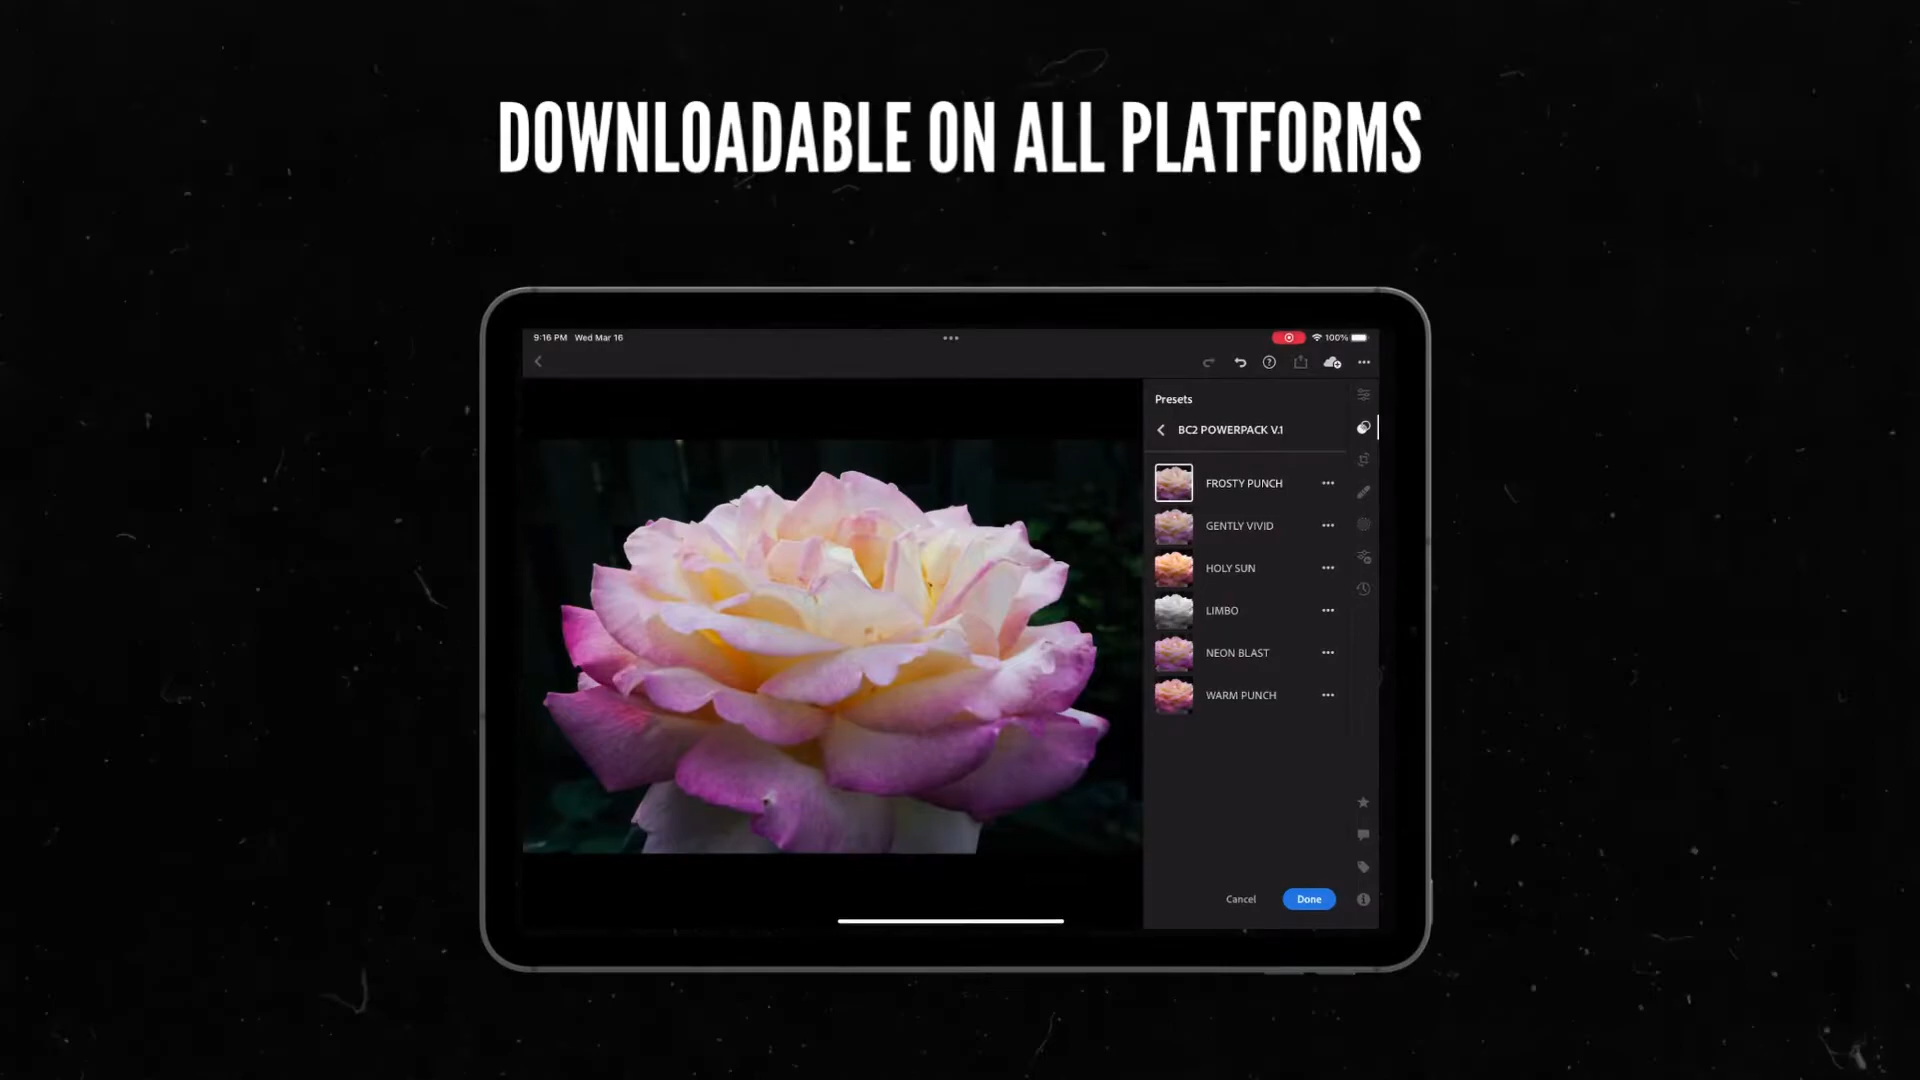 DOWNLOADABLE ON ALL PLATFORMS
9:16 PM Wed Mar 16
100%
Presets
BC2 POWERPACK V.1
FROSTY PUNCH
GENTLY VIVID
HOLY SUN
LIMBO
NEON BLAST
WARM PUNCH
Cancel
Done